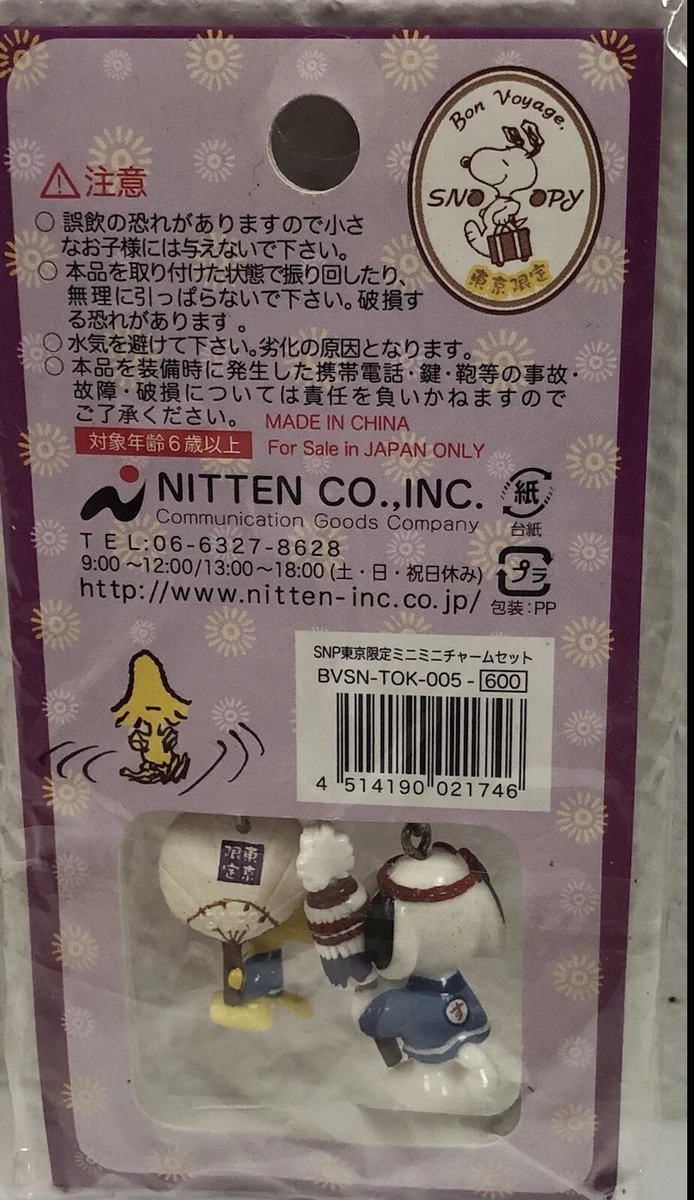 Bon Voyage,
SNOOPY
東京限定
注意
○ 誤飲の恐れがありますので小さ
なお子様には与えないで下さい。
○ 本品を取り付けた状態で振り回したり、
無理に引っぱらないで下さい。破損す
る恐れがあります。
○ 水気を避けて下さい。劣化の原因となります。
○ 本品を装備時に発生した携帯電話・鍵・鞄等の事故・
故障・破損については責任を負いかねますので
ご了承ください。
MADE IN CHINA
対象年齢6歳以上
For Sale in JAPAN ONLY
NITTEN CO.,INC.
Communication Goods Company
紙
台紙
TEL:06-6327-8628
9:00~12:00/13:00~18:00 (土・日・祝日休み)
http://www.nitten-inc.co.jp/
プラ
包装:PP
SNP東京限定ミニミニチャームセット
BVSN-TOK-005-600
4 514190 021746
東京
限定
す